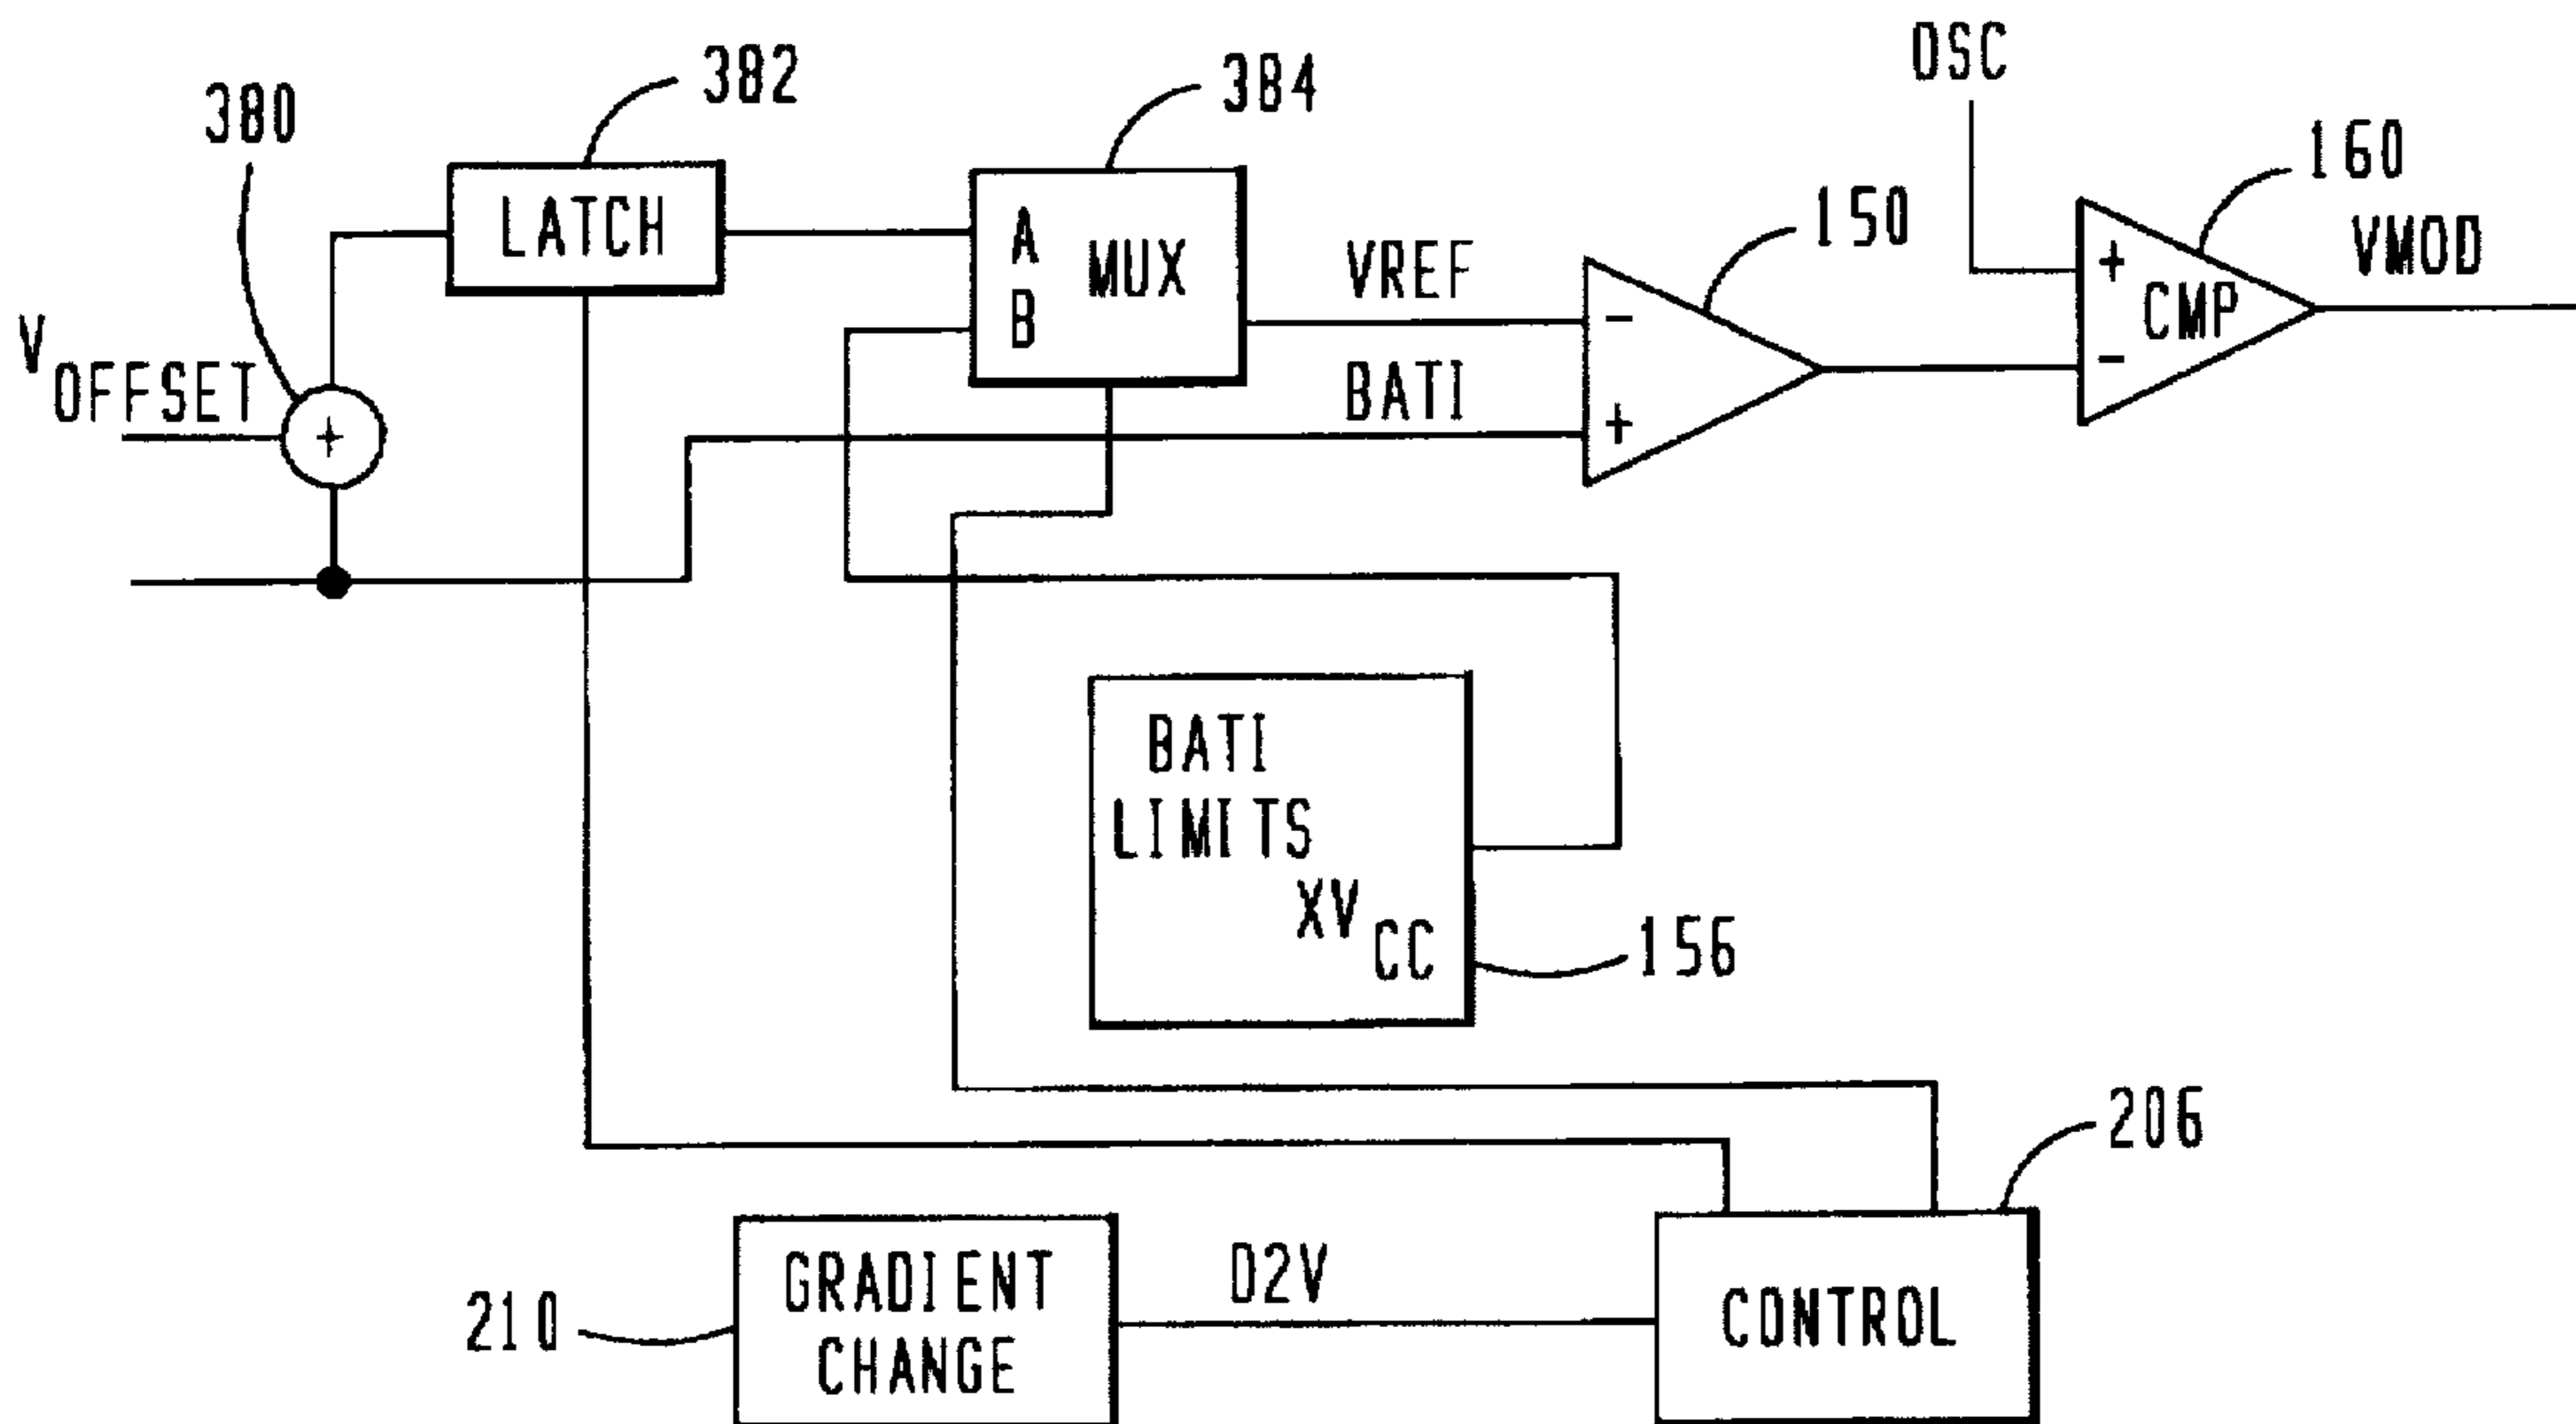 OSC
382
384
380
160
LATCH
A
B
MUX
150
VREF
VMOD
+
CMP
-
V OFFSET
-
BATI
+
+
BATI
LIMITS
XV CC
156
206
GRADIENT
CHANGE
D2V
210
CONTROL